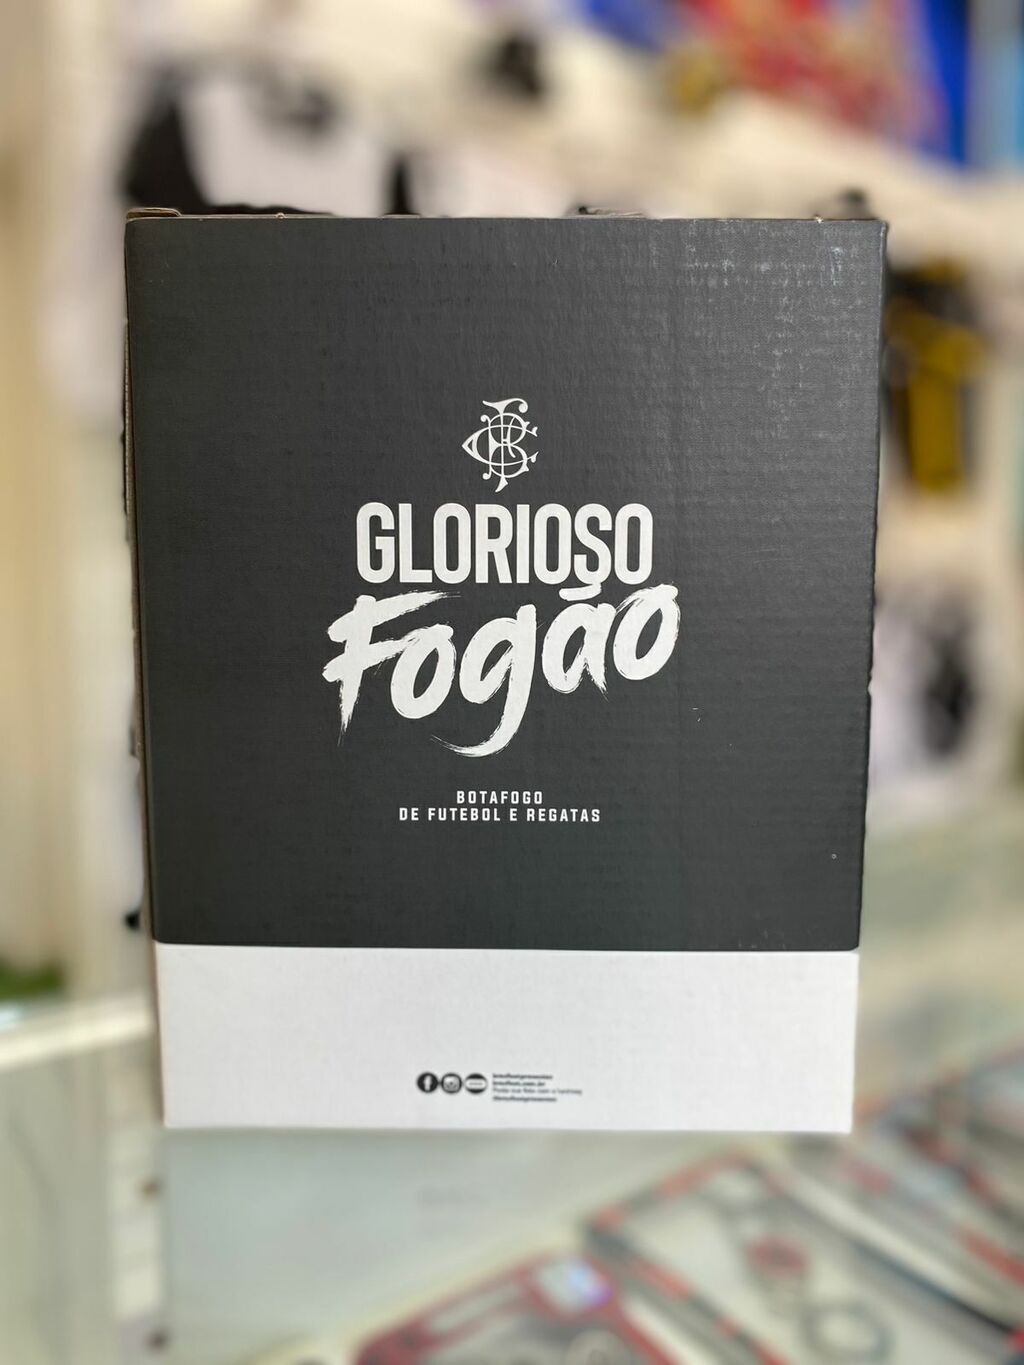 GLORIOSO
Fogão
BOTAFOGO
DE FUTEBOL E REGATAS